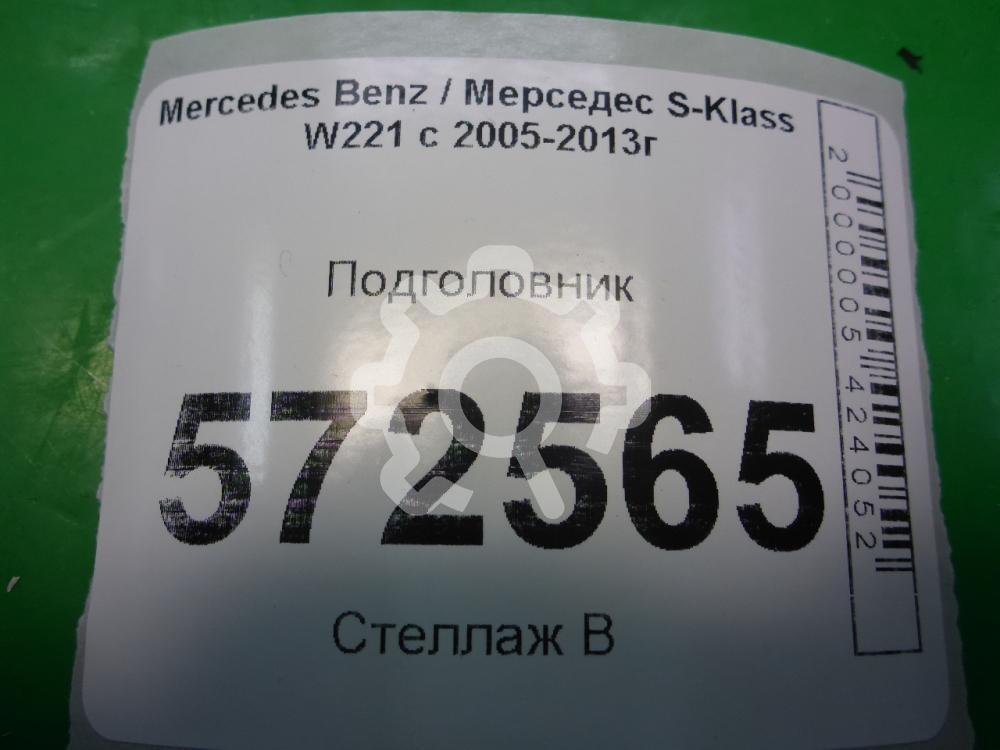 Mercedes Benz / Мерседес S-Klass
W221 с 2005-2013г
Подголовник
572565
Стеллаж В
2000005424052